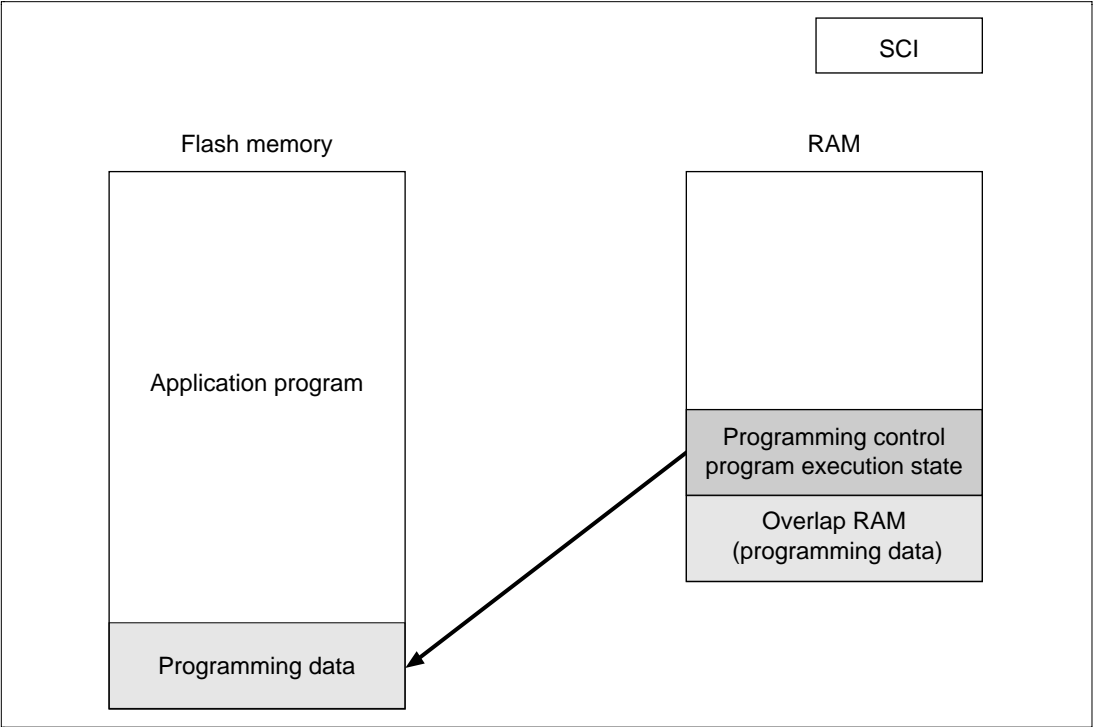 SCI
Flash memory
RAM
Application program
Programming control
program execution state
Overlap RAM
(programming data)
Programming data